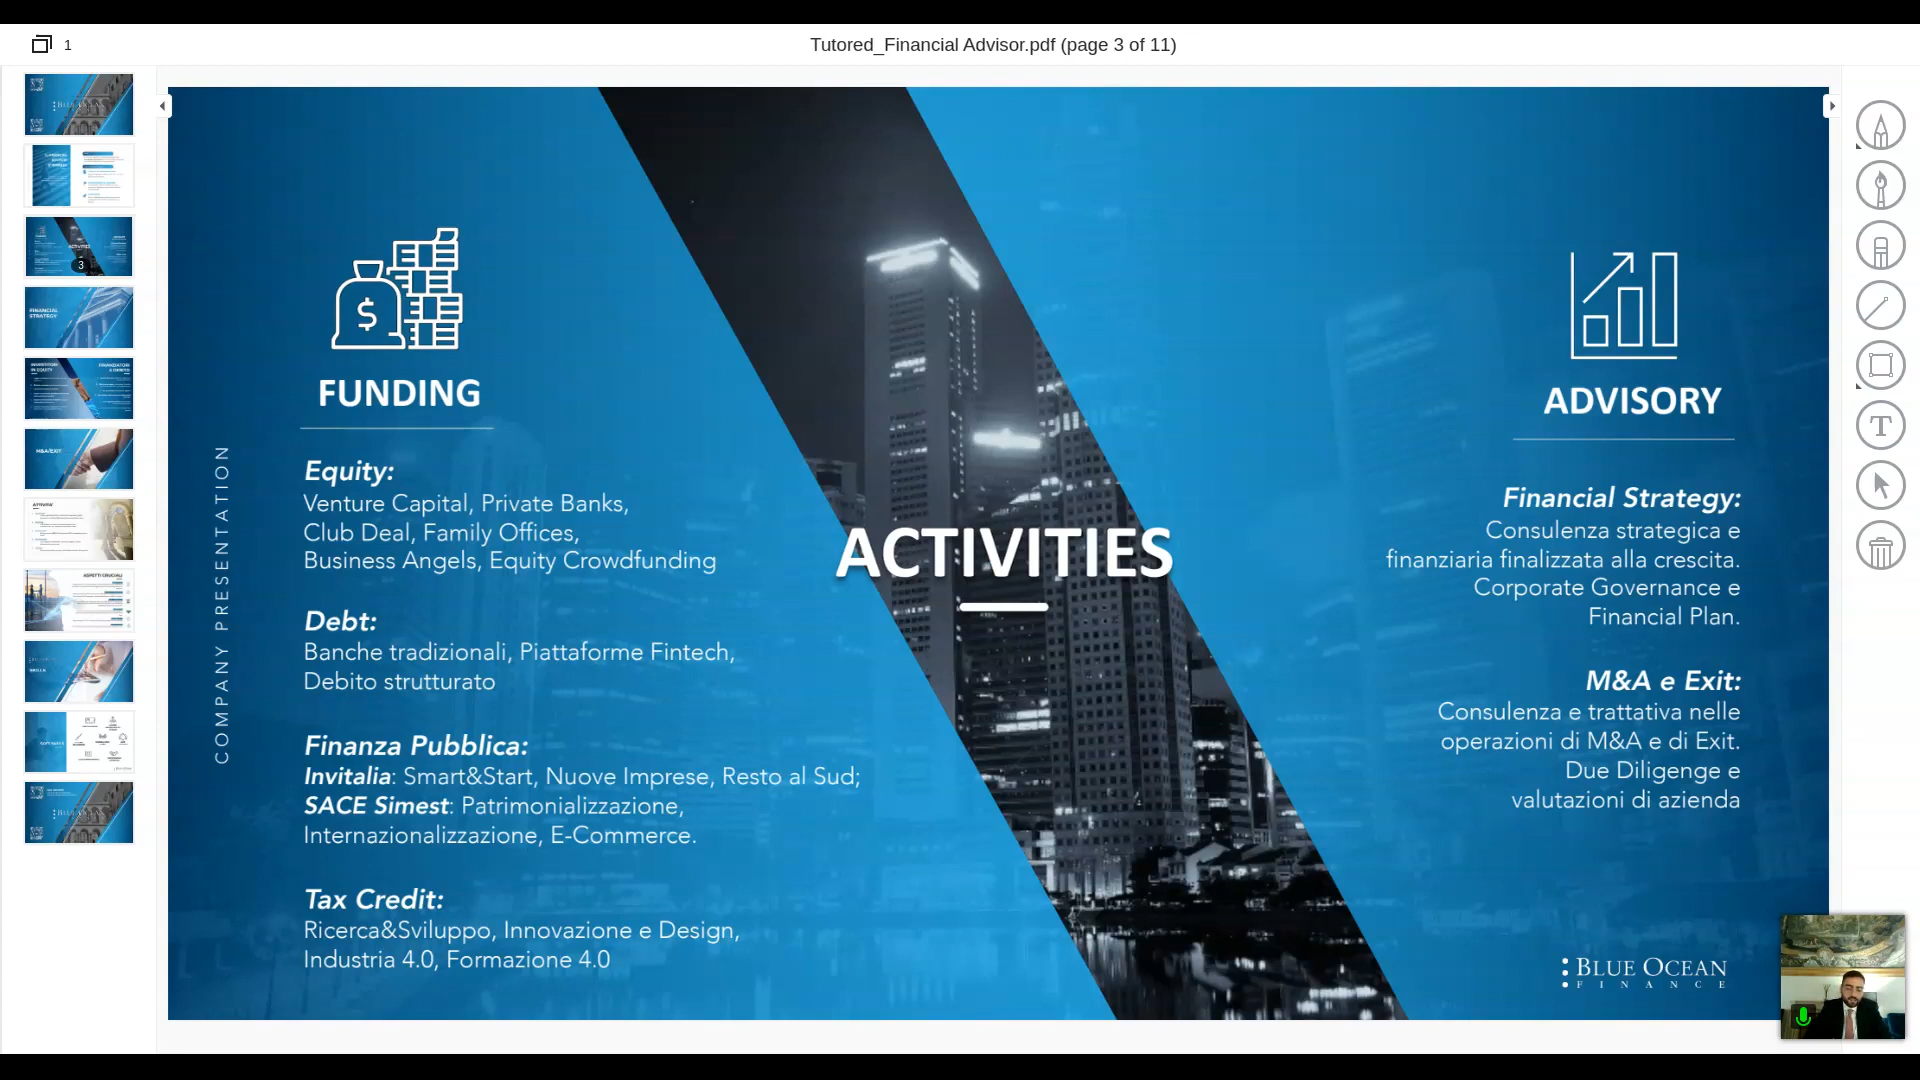 1
Tutored_Financial Advisor.pdf (page 3 of 11)
FINANCIAL
STRATEGY
M&A/EXIT
3
COMPANY PRESENTATION
FUNDING
Equity:
Venture Capital, Private Banks,
Club Deal, Family Offices,
Business Angels, Equity Crowdfunding
Debt:
Banche tradizionali, Piattaforme Fintech,
Debito strutturato
Finanza Pubblica:
Invitalia: Smart&Start, Nuove Imprese, Resto al Sud;
SACE Simest: Patrimonializzazione,
Internazionalizzazione, E-Commerce.
Tax Credit:
Ricerca&Sviluppo, Innovazione e Design,
Industria 4.0, Formazione 4.0
ACTIVITIES
ADVISORY
Financial Strategy:
Consulenza strategica e
finanziaria finalizzata alla crescita.
Corporate Governance e
Financial Plan.
M&A e Exit:
Consulenza e trattativa nelle
operazioni di M&A e di Exit.
Due Diligenge e
valutazioni di azienda
BLUE OCEAN
FINANCE